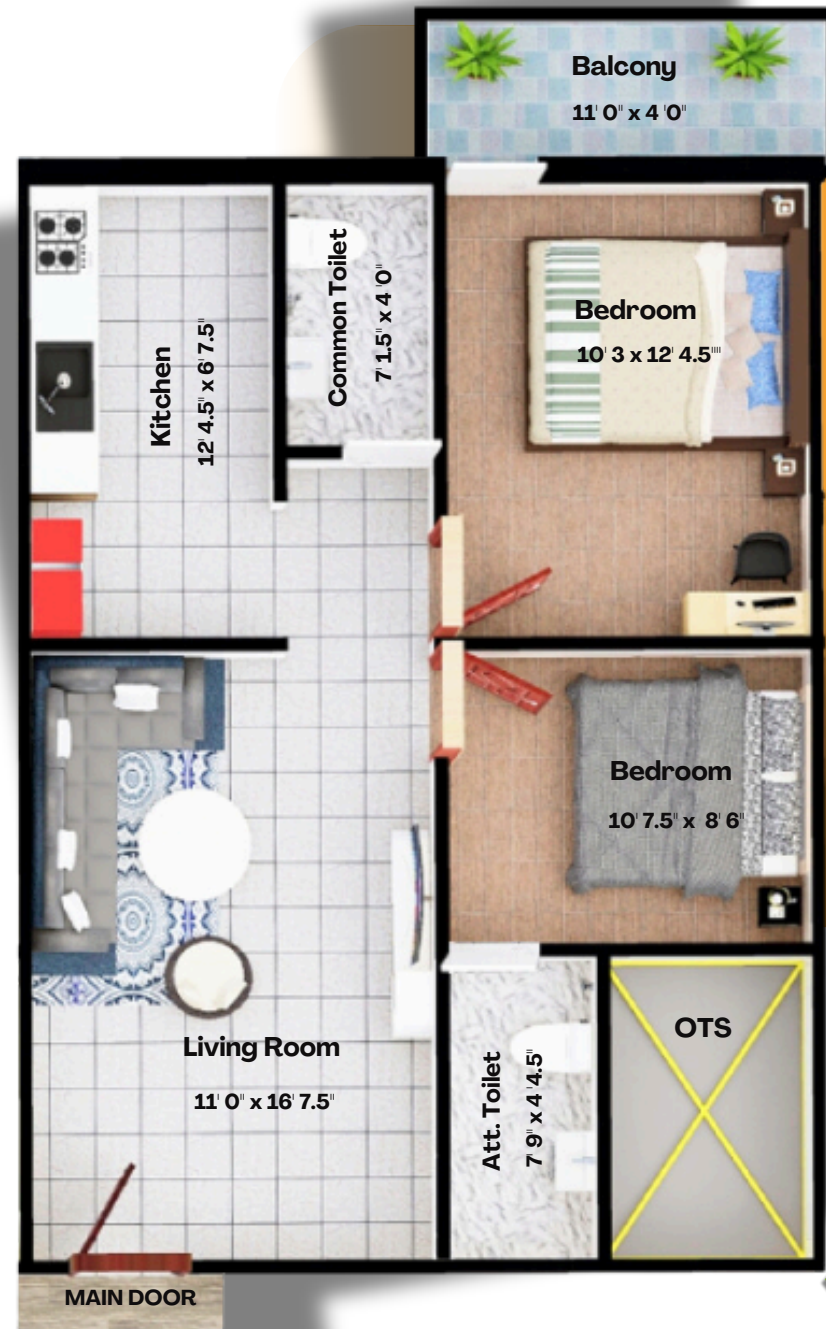 Balcony
11' 0" x 4 '0"
Common Toilet
7' 1.5" x 4 '0"
Kitchen
12' 4.5" x 6' 7.5"
Bedroom
10' 3 x 12' 4.5""
Bedroom
10' 7.5" x 8' 6"
Living Room
11' 0" x 16' 7.5"
Att. Toilet
7' 9" x 4 '4.5"
OTS
MAIN DOOR